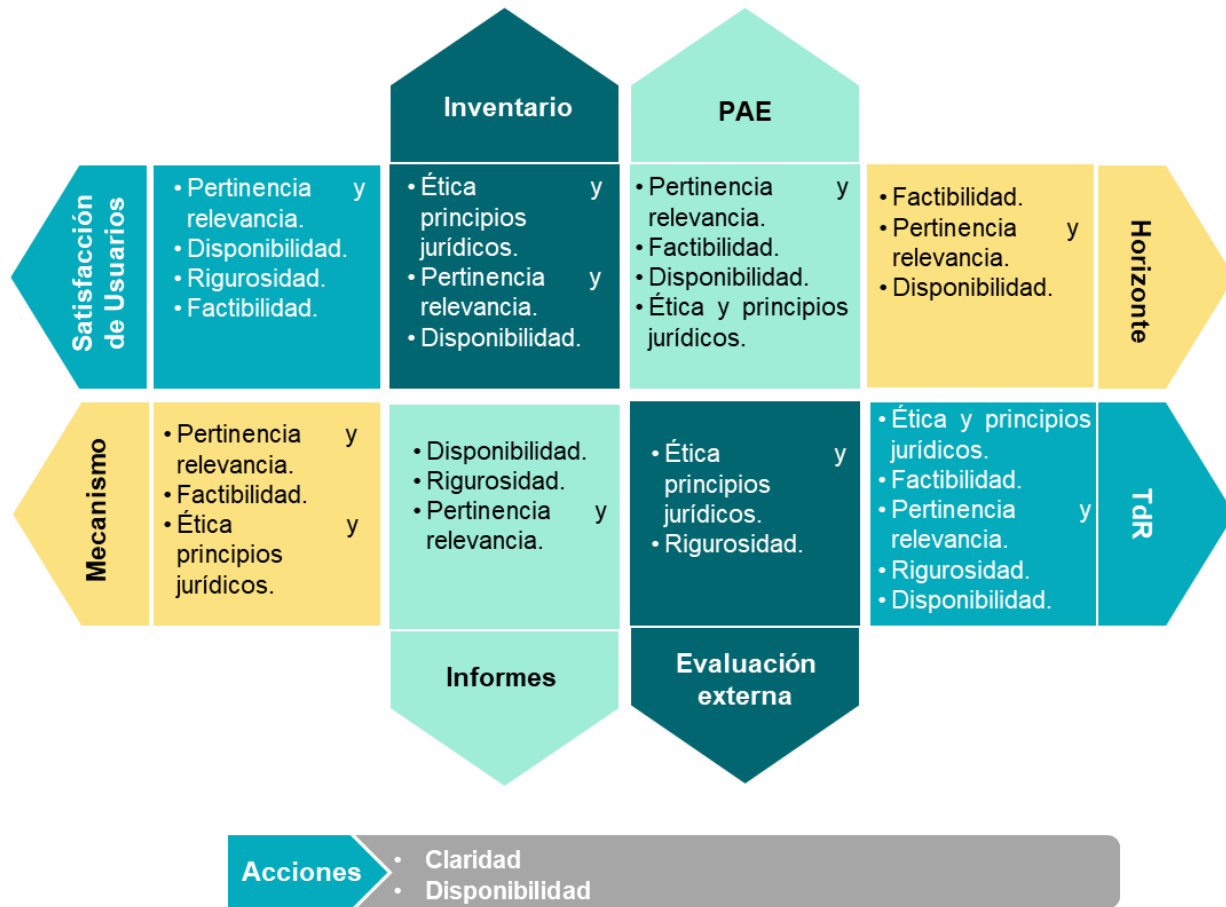 Inventario
PAE
Satisfacción
de Usuarios
• Pertinencia y
relevancia.
• Disponibilidad.
• Rigurosidad.
• Factibilidad.
• Ética y
principios
jurídicos.
• Pertinencia y
relevancia.
• Disponibilidad.
• Pertinencia y
relevancia.
• Factibilidad.
• Disponibilidad.
• Ética y principios
jurídicos.
• Factibilidad.
• Pertinencia y
relevancia.
• Disponibilidad.
Horizonte
Mecanismo
• Pertinencia y
relevancia.
• Factibilidad.
• Ética y
principios
jurídicos.
• Disponibilidad.
• Rigurosidad.
• Pertinencia y
relevancia.
• Ética y
principios
jurídicos.
• Rigurosidad.
• Ética y principios
jurídicos.
• Factibilidad.
• Pertinencia y
relevancia.
• Rigurosidad.
• Disponibilidad.
TdR
Informes
Evaluación
externa
Acciones
• Claridad
• Disponibilidad